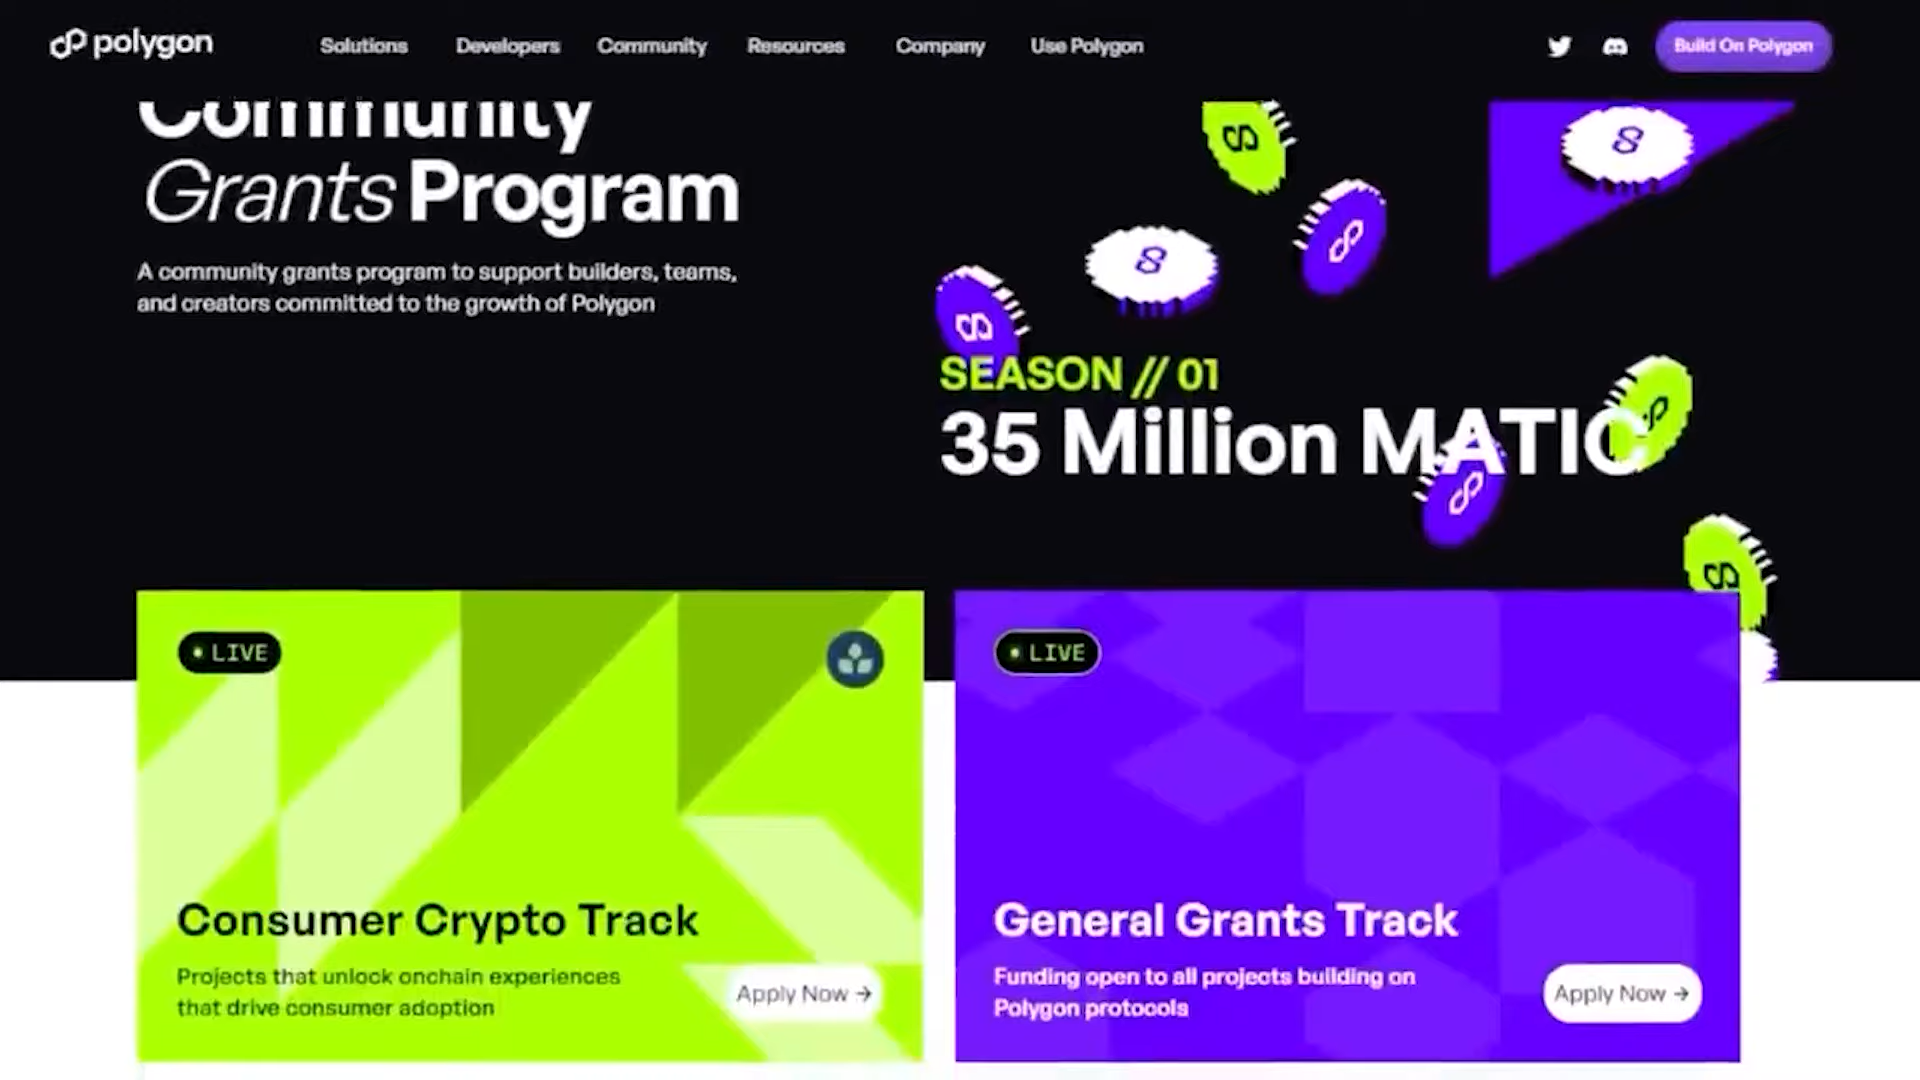 polygon
Solutions
Developers
Community
Resources
Company
Use Polygon
Build On Polygon
Community
Grants Program
A community grants program to support builders, teams,
and creators committed to the growth of Polygon
SEASON // 01
35 Million MATIC
LIVE
Consumer Crypto Track
Projects that unlock onchain experiences
that drive consumer adoption
Apply Now →
LIVE
General Grants Track
Funding open to all projects building on
Polygon protocols
Apply Now →